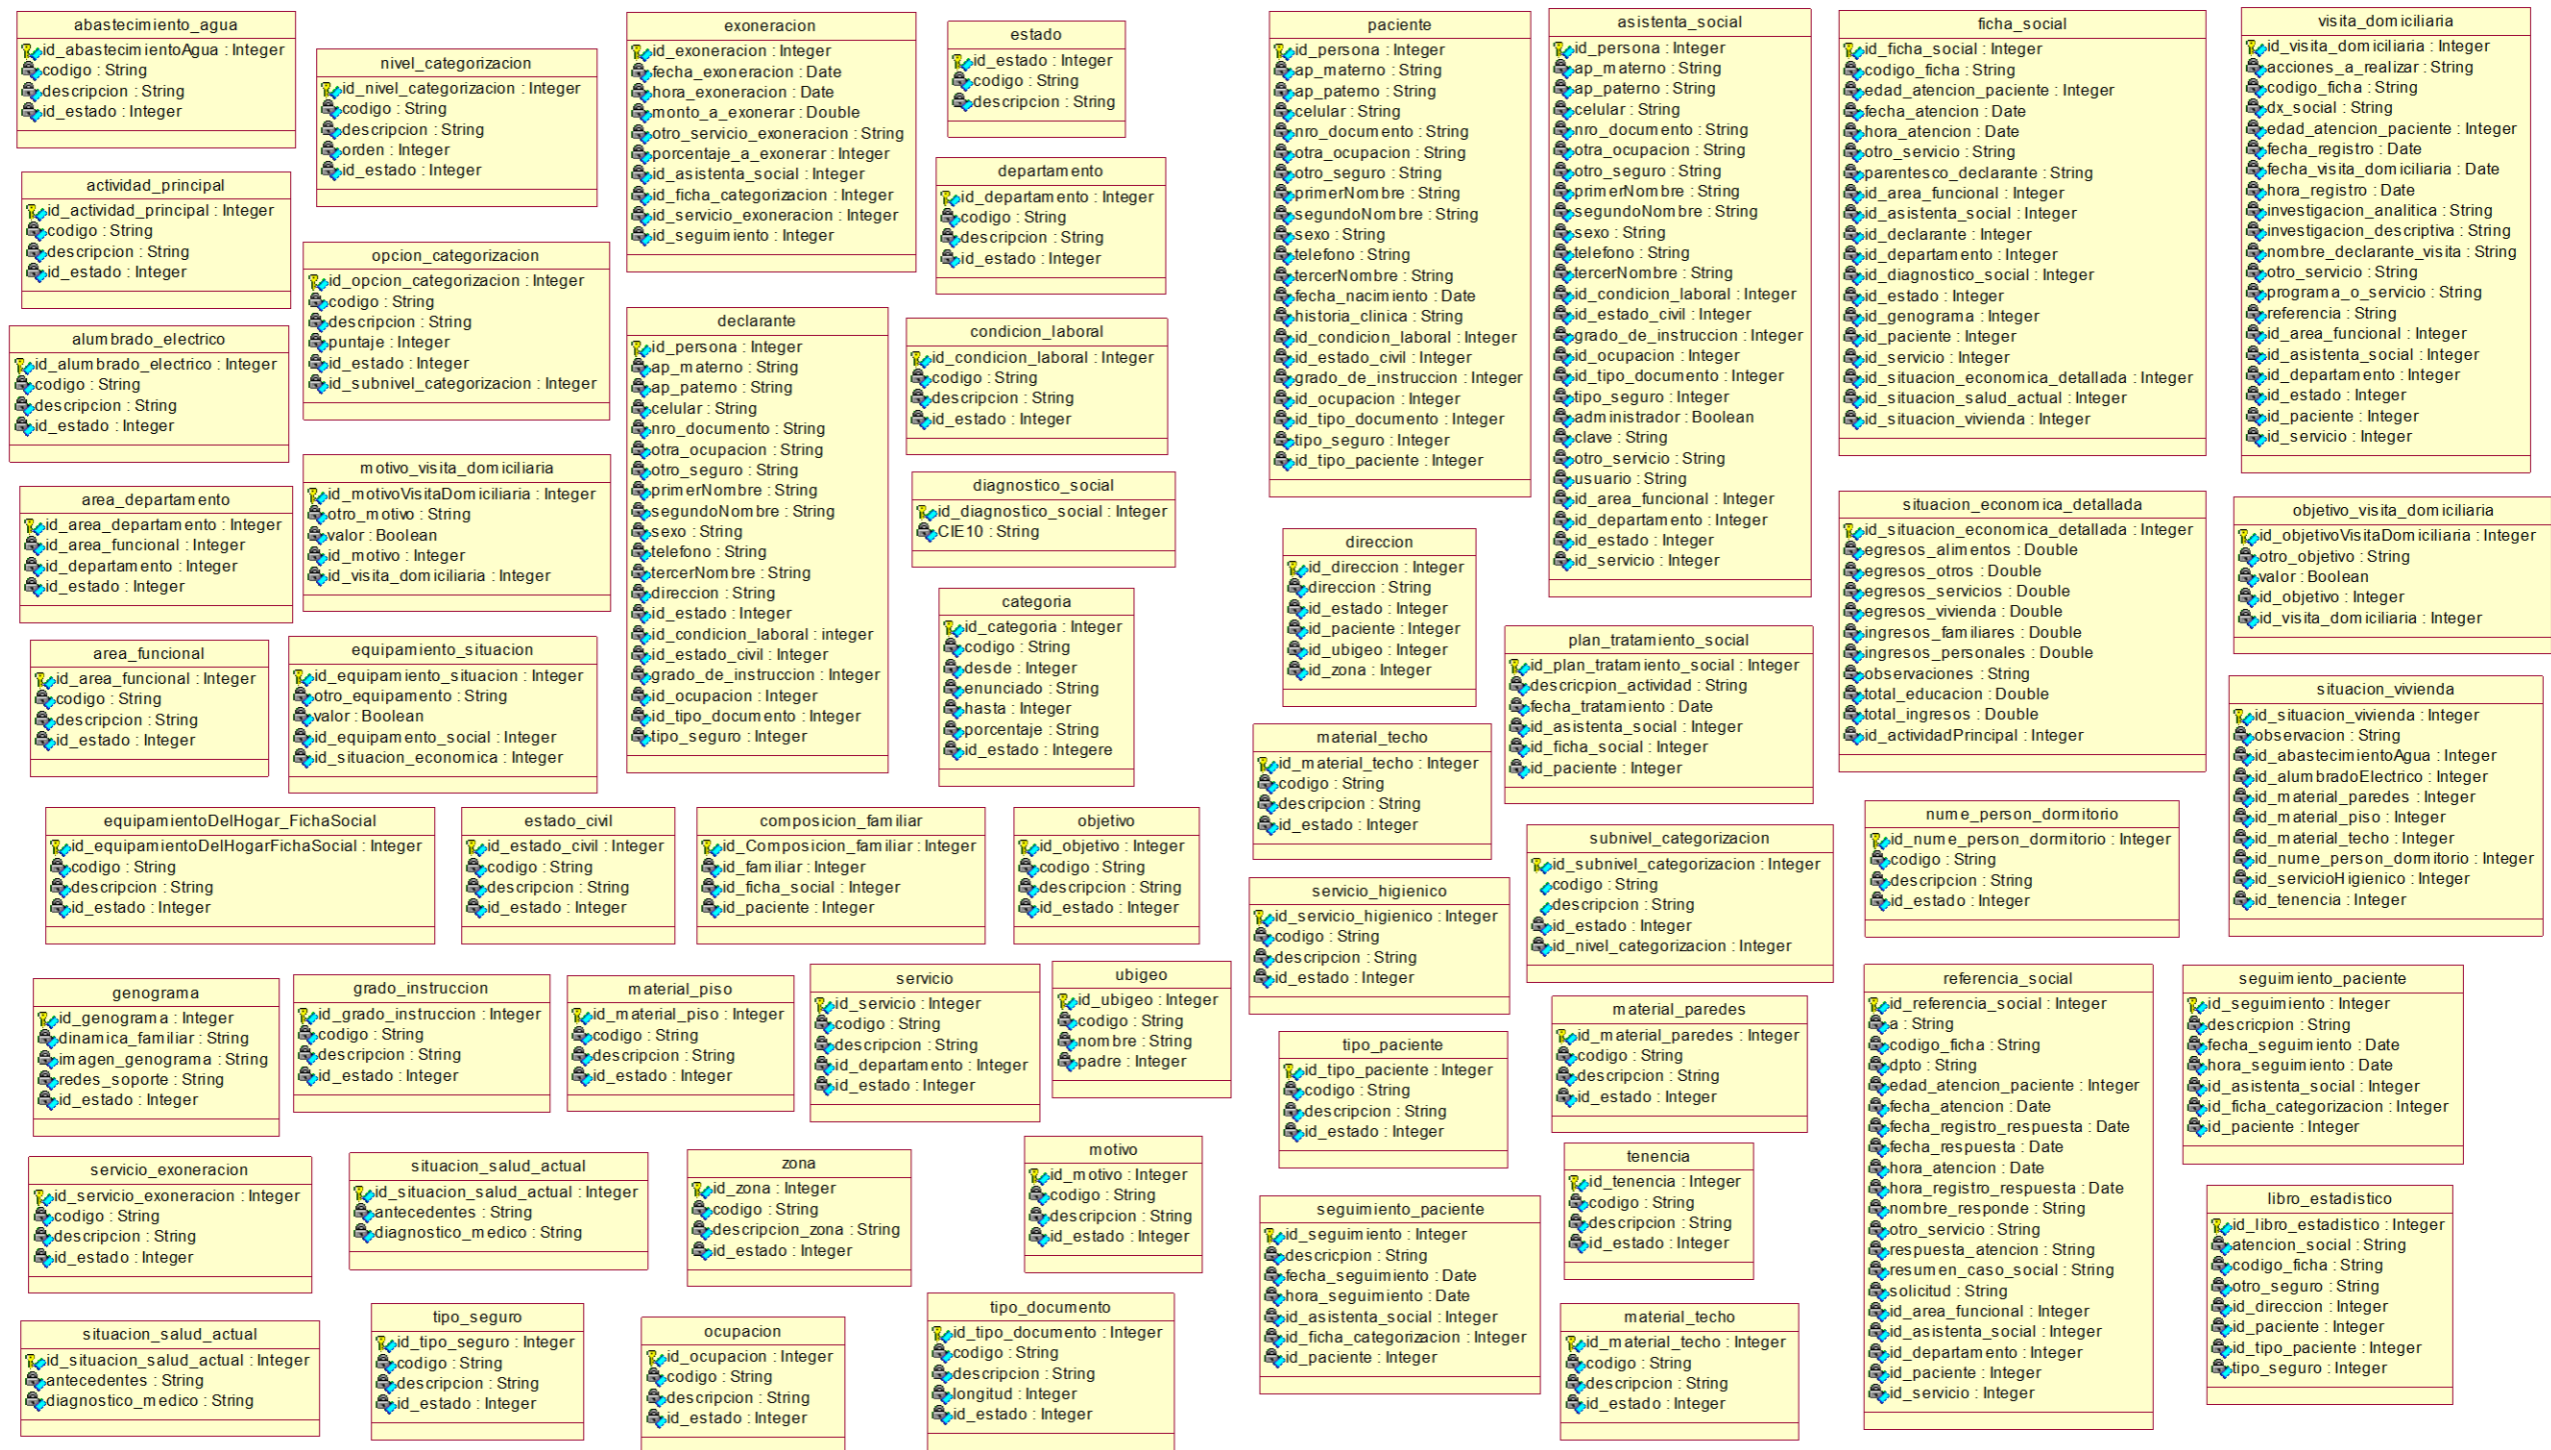 abastecimiento_agua
id_abastecimientoAgua : Integer
codigo : String
descripcion : String
id_estado : Integer
nivel_categorizacion
id_nivel_categorizacion : Integer
codigo : String
descripcion : String
orden : Integer
id_estado : Integer
exoneracion
id_exoneracion : Integer
fecha_exoneracion : Date
hora_exoneracion : Date
monto_a_exonerar : Double
otro_servicio_exoneracion : String
porcentaje_a_exonerar : Integer
id_asistenta_social : Integer
id_ficha_categorizacion : Integer
id_servicio_exoneracion : Integer
id_seguimiento : Integer
estado
id_estado : Integer
codigo : String
descripcion : String
actividad_principal
id_actividad_principal : Integer
codigo : String
descripcion : String
id_estado : Integer
opcion_categorizacion
id_opcion_categorizacion : Integer
codigo : String
descripcion : String
puntaje : Integer
id_estado : Integer
id_subnivel_categorizacion : Integer
departamento
id_departamento : Integer
codigo : String
descripcion : String
id_estado : Integer
alumbrado_electrico
id_alumbrado_electrico : Integer
codigo : String
descripcion : String
id_estado : Integer
declarante
id_persona : Integer
ap_materno : String
ap_paterno : String
celular : String
nro_documento : String
otra_ocupacion : String
otro_seguro : String
primerNombre : String
segundoNombre : String
sexo : String
telefono : String
tercerNombre : String
direccion : String
id_estado : Integer
id_condicion_laboral : integer
id_estado_civil : Integer
grado_de_instruccion : Integer
id_ocupacion : Integer
id_tipo_documento : Integer
tipo_seguro : Integer
condicion_laboral
id_condicion_laboral : Integer
codigo : String
descripcion : String
id_estado : Integer
area_departamento
id_area_departamento : Integer
id_area_funcional : Integer
id_departamento : Integer
id_estado : Integer
motivo_visita_domiciliaria
id_motivoVisitaDomiciliaria : Integer
otro_motivo : String
valor : Boolean
id_motivo : Integer
id_visita_domiciliaria : Integer
diagnostico_social
id_diagnostico_social : Integer
CIE10 : String
area_funcional
id_area_funcional : Integer
codigo : String
descripcion : String
id_estado : Integer
equipamiento_situacion
id_equipamiento_situacion : Integer
otro_equipamento : String
valor : Boolean
id_equipamento_social : Integer
id_situacion_economica : Integer
categoria
id_categoria : Integer
codigo : String
desde : Integer
enunciado : String
hasta : Integer
porcentaje : String
id_estado : Integere
equipamientoDelHogar_FichaSocial
id_equipamientoDelHogarFichaSocial : Integer
codigo : String
descripcion : String
id_estado : Integer
estado_civil
id_estado_civil : Integer
codigo : String
descripcion : String
id_estado : Integer
composicion_familiar
id_Composicion_familiar : Integer
id_familiar : Integer
id_ficha_social : Integer
id_paciente : Integer
objetivo
id_objetivo : Integer
codigo : String
descripcion : String
id_estado : Integer
genograma
id_genograma : Integer
dinamica_familiar : String
imagen_genograma : String
redes_soporte : String
id_estado : Integer
grado_instruccion
id_grado_instruccion : Integer
codigo : String
descripcion : String
id_estado : Integer
material_piso
id_material_piso : Integer
codigo : String
descripcion : String
id_estado : Integer
servicio
id_servicio : Integer
codigo : String
descripcion : String
id_departamento : Integer
id_estado : Integer
ubigeo
id_ubigeo : Integer
codigo : String
nombre : String
padre : Integer
servicio_exoneracion
id_servicio_exoneracion : Integer
codigo : String
descripcion : String
id_estado : Integer
situacion_salud_actual
id_situacion_salud_actual : Integer
antecedentes : String
diagnostico_medico : String
zona
id_zona : Integer
codigo : String
descripcion_zona : String
id_estado : Integer
motivo
id_motivo : Integer
codigo : String
descripcion : String
id_estado : Integer
situacion_salud_actual
id_situacion_salud_actual : Integer
antecedentes : String
diagnostico_medico : String
tipo_seguro
id_tipo_seguro : Integer
codigo : String
descripcion : String
id_estado : Integer
ocupacion
id_ocupacion : Integer
codigo : String
descripcion : String
id_estado : Integer
tipo_documento
id_tipo_documento : Integer
codigo : String
descripcion : String
longitud : Integer
id_estado : Integer
paciente
id_persona : Integer
ap_materno : String
ap_paterno : String
celular : String
nro_documento : String
otra_ocupacion : String
otro_seguro : String
primerNombre : String
segundoNombre : String
sexo : String
telefono : String
tercerNombre : String
fecha_nacimiento : Date
historia_clinica : String
id_condicion_laboral : Integer
id_estado_civil : Integer
grado_de_instruccion : Integer
id_ocupacion : Integer
id_tipo_documento : Integer
tipo_seguro : Integer
id_tipo_paciente : Integer
asistenta_social
id_persona : Integer
ap_materno : String
ap_paterno : String
celular : String
nro_documento : String
otra_ocupacion : String
otro_seguro : String
primerNombre : String
segundoNombre : String
sexo : String
telefono : String
tercerNombre : String
id_condicion_laboral : Integer
id_estado_civil : Integer
grado_de_instruccion : Integer
id_ocupacion : Integer
id_tipo_documento : Integer
tipo_seguro : Integer
administrador : Boolean
clave : String
otro_servicio : String
usuario : String
id_area_funcional : Integer
id_departamento : Integer
id_estado : Integer
id_servicio : Integer
ficha_social
id_ficha_social : Integer
codigo_ficha : String
edad_atencion_paciente : Integer
fecha_atencion : Date
hora_atencion : Date
otro_servicio : String
parentesco_declarante : String
id_area_funcional : Integer
id_asistenta_social : Integer
id_declarante : Integer
id_departamento : Integer
id_diagnostico_social : Integer
id_estado : Integer
id_genograma : Integer
id_paciente : Integer
id_servicio : Integer
id_situacion_economica_detallada : Integer
id_situacion_salud_actual : Integer
id_situacion_vivienda : Integer
visita_domiciliaria
id_visita_domiciliaria : Integer
acciones_a_realizar : String
codigo_ficha : String
dx_social : String
edad_atencion_paciente : Integer
fecha_registro : Date
fecha_visita_domiciliaria : Date
hora_registro : Date
investigacion_analitica : String
investigacion_descriptiva : String
nombre_declarante_visita : String
otro_servicio : String
programa_o_servicio : String
referencia : String
id_area_funcional : Integer
id_asistenta_social : Integer
id_departamento : Integer
id_estado : Integer
id_paciente : Integer
id_servicio : Integer
direccion
id_direccion : Integer
direccion : String
id_estado : Integer
id_paciente : Integer
id_ubigeo : Integer
id_zona : Integer
situacion_economica_detallada
id_situacion_economica_detallada : Integer
egresos_alimentos : Double
egresos_otros : Double
egresos_servicios : Double
egresos_vivienda : Double
ingresos_familiares : Double
ingresos_personales : Double
observaciones : String
total_educacion : Double
total_ingresos : Double
id_actividadPrincipal : Integer
objetivo_visita_domiciliaria
id_objetivoVisitaDomiciliaria : Integer
otro_objetivo : String
valor : Boolean
id_objetivo : Integer
id_visita_domiciliaria : Integer
plan_tratamiento_social
id_plan_tratamiento_social : Integer
descricpion_actividad : String
fecha_tratamiento : Date
id_asistenta_social : Integer
id_ficha_social : Integer
id_paciente : Integer
material_techo
id_material_techo : Integer
codigo : String
descripcion : String
id_estado : Integer
situacion_vivienda
id_situacion_vivienda : Integer
observacion : String
id_abastecimientoAgua : Integer
id_alumbradoElectrico : Integer
id_material_paredes : Integer
id_material_piso : Integer
id_material_techo : Integer
id_nume_person_dormitorio : Integer
id_servicioHigienico : Integer
id_tenencia : Integer
subnivel_categorizacion
id_subnivel_categorizacion : Integer
codigo : String
descripcion : String
id_estado : Integer
id_nivel_categorizacion : Integer
nume_person_dormitorio
id_nume_person_dormitorio : Integer
codigo : String
descripcion : String
id_estado : Integer
servicio_higienico
id_servicio_higienico : Integer
codigo : String
descripcion : String
id_estado : Integer
material_paredes
id_material_paredes : Integer
codigo : String
descripcion : String
id_estado : Integer
referencia_social
id_referencia_social : Integer
a : String
codigo_ficha : String
dpto : String
edad_atencion_paciente : Integer
fecha_atencion : Date
fecha_registro_respuesta : Date
fecha_respuesta : Date
hora_atencion : Date
hora_registro_respuesta : Date
nombre_responde : String
otro_servicio : String
respuesta_atencion : String
resumen_caso_social : String
solicitud : String
id_area_funcional : Integer
id_asistenta_social : Integer
id_departamento : Integer
id_paciente : Integer
id_servicio : Integer
seguimiento_paciente
id_seguimiento : Integer
descricpion : String
fecha_seguimiento : Date
hora_seguimiento : Date
id_asistenta_social : Integer
id_ficha_categorizacion : Integer
id_paciente : Integer
tipo_paciente
id_tipo_paciente : Integer
codigo : String
descripcion : String
id_estado : Integer
tenencia
id_tenencia : Integer
codigo : String
descripcion : String
id_estado : Integer
seguimiento_paciente
id_seguimiento : Integer
descricpion : String
fecha_seguimiento : Date
hora_seguimiento : Date
id_asistenta_social : Integer
id_ficha_categorizacion : Integer
id_paciente : Integer
libro_estadistico
id_libro_estadistico : Integer
atencion_social : String
codigo_ficha : String
otro_seguro : String
id_direccion : Integer
id_paciente : Integer
id_tipo_paciente : Integer
tipo_seguro : Integer
material_techo
id_material_techo : Integer
codigo : String
descripcion : String
id_estado : Integer